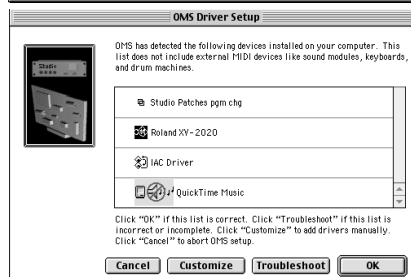 OMS Driver Setup
Studio
OMS has detected the following devices installed on your computer. This
list does not include external MIDI devices like sound modules, keyboards,
and drum machines.
Studio Patches pgm chg
Roland XV-2020
IAC Driver
QuickTime Music
Click “OK” if this list is correct. Click “Troubleshoot” if this list is
incorrect or incomplete. Click “Customize” to add drivers manually.
Click “Cancel” to abort OMS setup.
Cancel Customize Troubleshoot OK